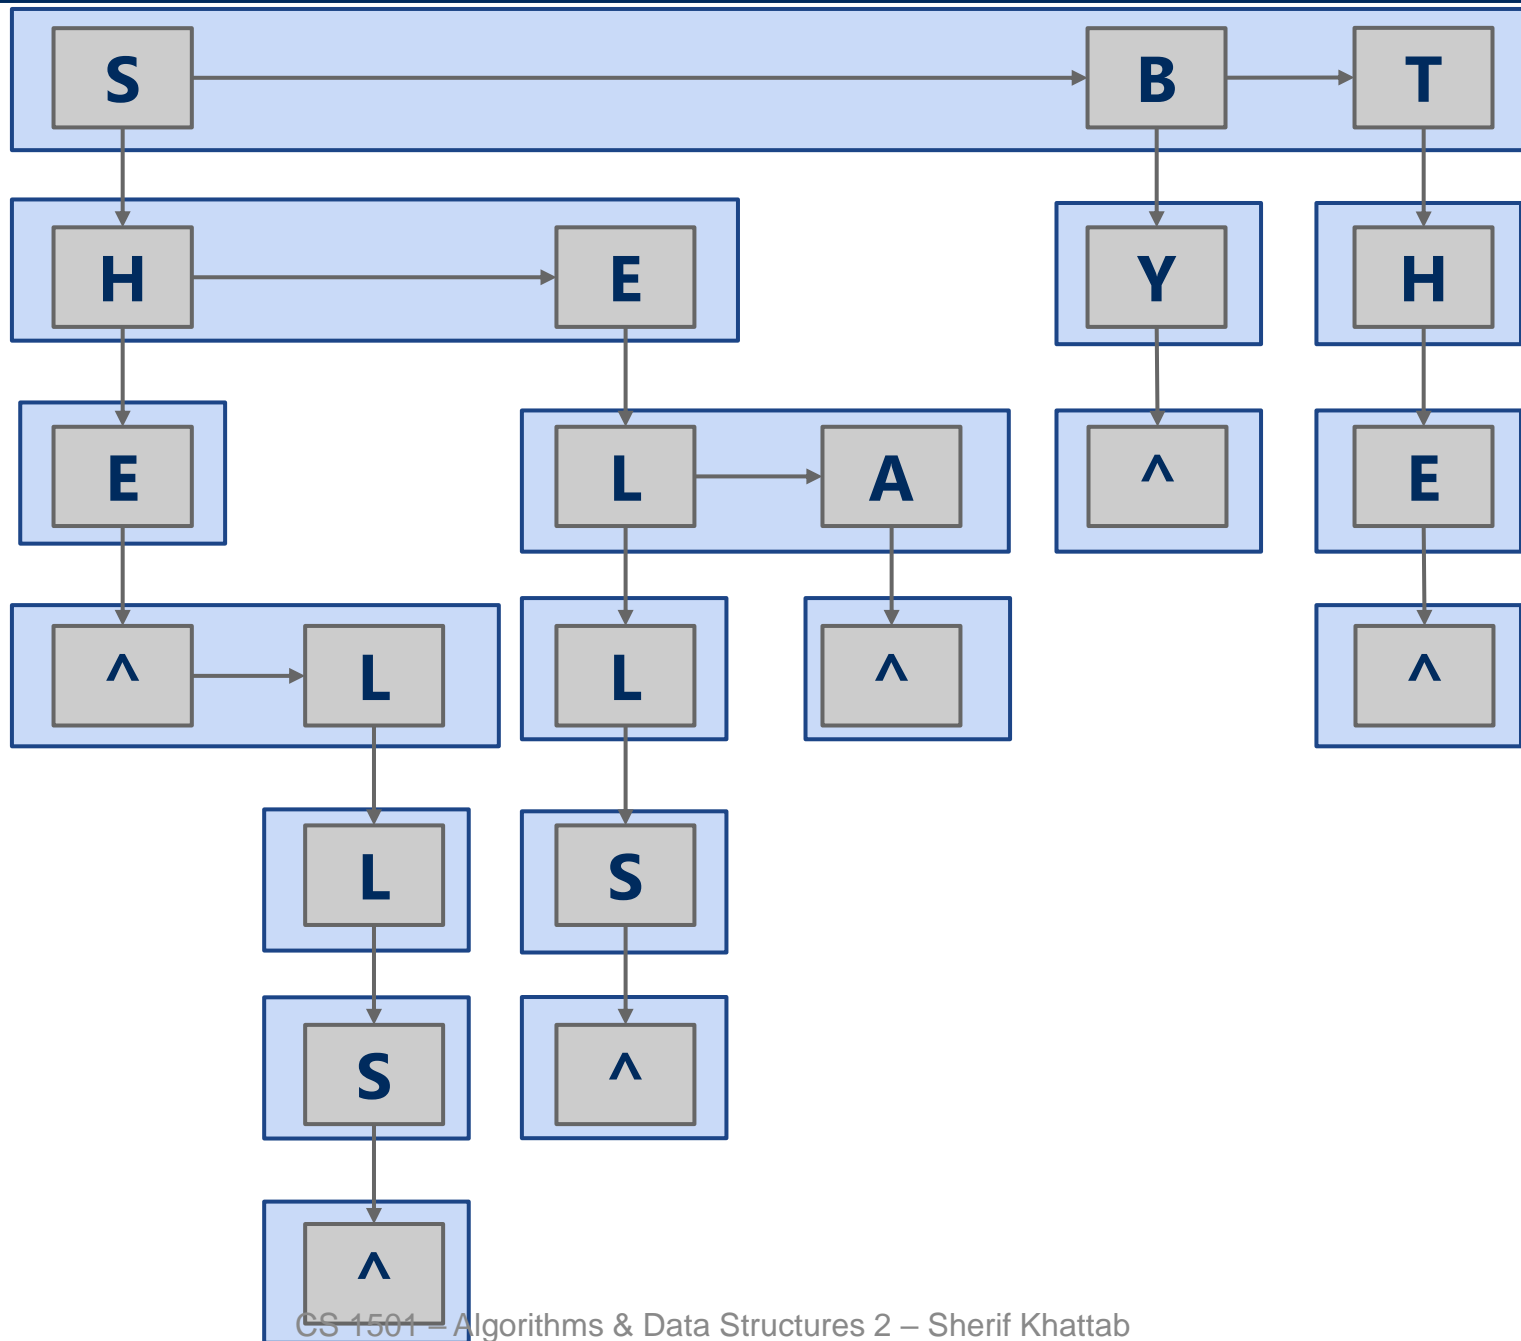 S B T
H E Y H
E L A ^ E
^ L L ^ ^
L S
S ^
^
CS 1501 – Algorithms & Data Structures 2 – Sherif Khattab